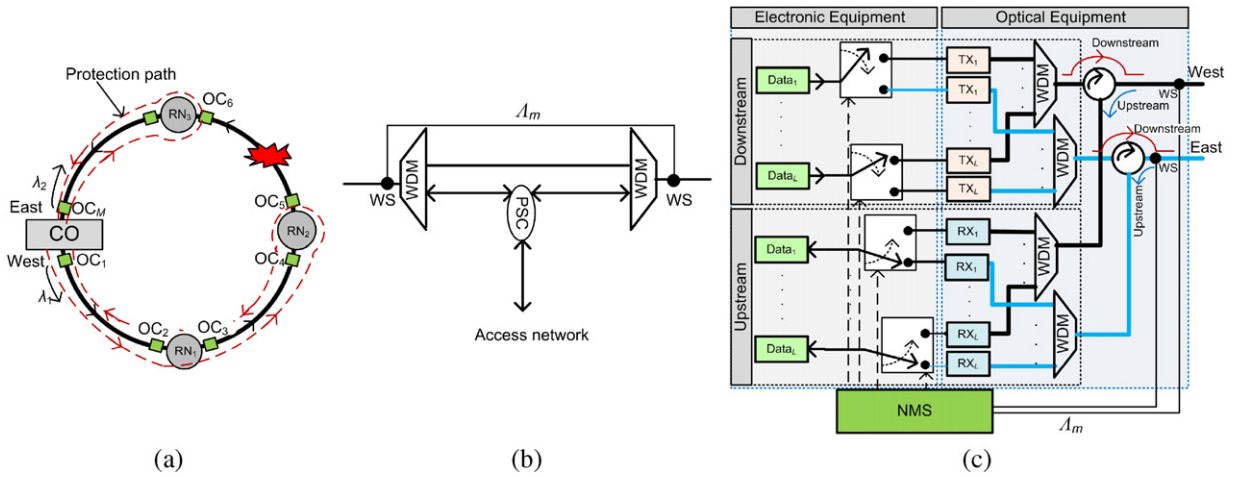 Protection path
OC6
RN3
λ2
East
OCM
CO
West
OC1
λ1
OC5
RN2
OC4
OC2
OC3
RN1
(a)
Λm
WDM
WDM
WS
WS
PSC
Access network
(b)
Electronic Equipment
Optical Equipment
Downstream
Data1
DataL
TX1
TX1
TXL
TXL
WDM
WDM
Downstream
West
WS
Upstream
Downstream
East
WS
Upstream
Upstream
Data1
DataL
RX1
RX1
RXL
RXL
WDM
WDM
NMS
Λm
(c)